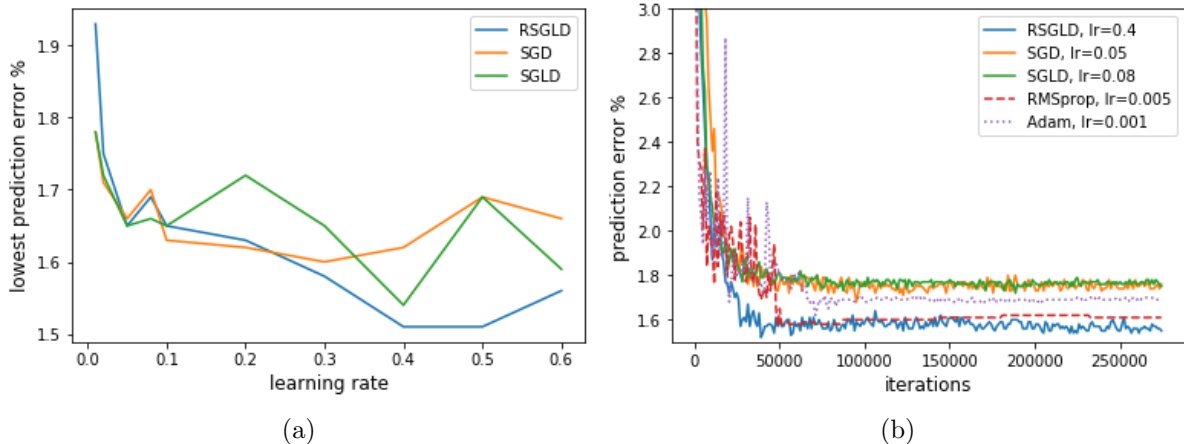 RSGLD
SGD
SGLD
lowest prediction error %
1.9
1.8
1.7
1.6
1.5
0.0 0.1 0.2 0.3 0.4 0.5 0.6
learning rate
(a)
RSGLD, lr=0.4
SGD, lr=0.05
SGLD, lr=0.08
RMSprop, lr=0.005
Adam, lr=0.001
prediction error %
3.0
2.8
2.6
2.4
2.2
2.0
1.8
1.6
0 50000 100000 150000 200000 250000
iterations
(b)